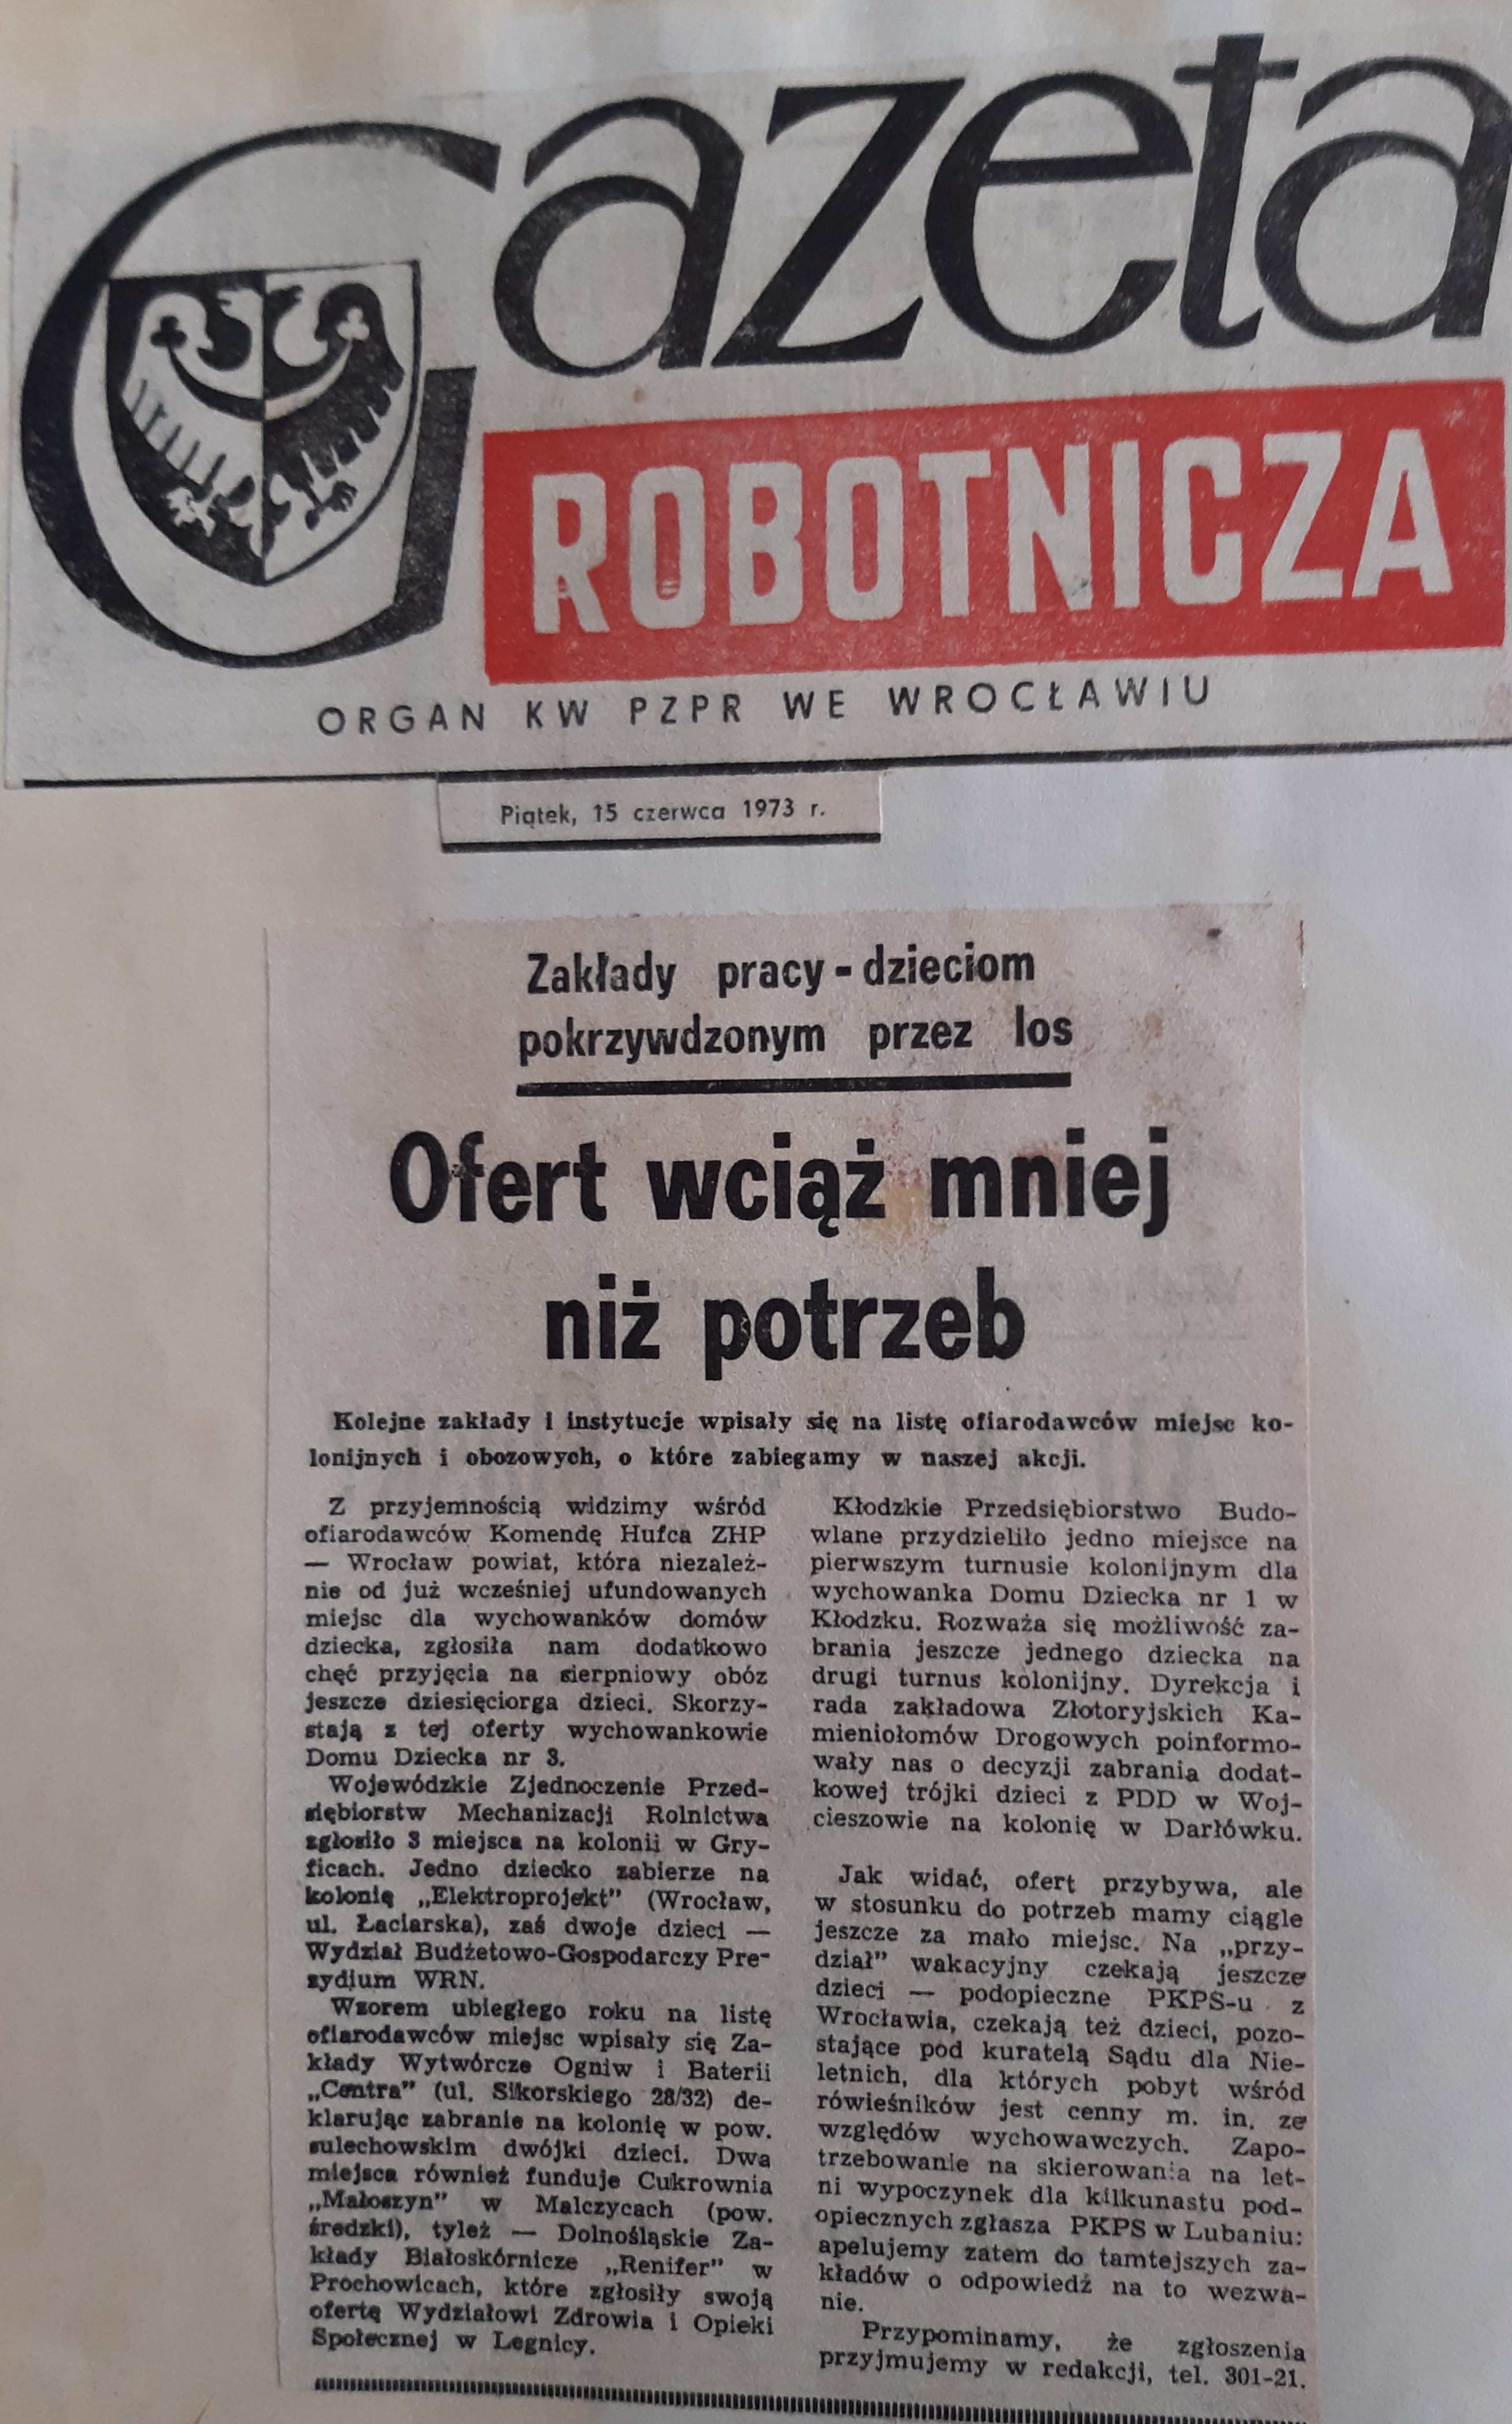 Gazeta
ROBOTNICZA
ORGAN KW PZPR WE WROCŁAWIU
Piątek, 15 czerwca 1973 r.
Zakłady pracy - dzieciom
pokrzywdzonym przez los
Ofert wciąż mniej
niż potrzeb
Kolejne zakłady i instytucje wpisały się na listę ofiarodawców miejsc ko-
lonijnych i obozowych, o które zabiegamy w naszej akcji.
Z przyjemnością widzimy wśród
ofiarodawców Komendę Hufca ZHP
— Wrocław powiat, która niezależ-
nie od już wcześniej ufundowanych
miejsc dla wychowanków domów
dziecka, zgłosiła nam dodatkowo
chęć przyjęcia na sierpniowy obóz
jeszcze dziesięciorga dzieci. Skorzy-
stają z tej oferty wychowankowie
Domu Dziecka nr 3.
Wojewódzkie Zjednoczenie Przed-
siębiorstw Mechanizacji Rolnictwa
zgłosiło 3 miejsca na kolonii w Gry-
ficach. Jedno dziecko zabierze na
kolonię „Elektroprojekt” (Wrocław,
ul. Łaciarska), zaś dwoje dzieci —
Wydział Budżetowo-Gospodarczy Pre-
zydium WRN.
Wzorem ubiegłego roku na listę
ofiarodawców miejsc wpisały się Za-
kłady Wytwórcze Ogniw i Baterii
„Centra” (ul. Sikorskiego 28/32) de-
klarując zabranie na kolonię w pow.
sulechowskim dwójki dzieci. Dwa
miejsca również funduje Cukrownia
„Małoszyn” w Malczycach (pow.
średzki), tyleż — Dolnośląskie Za-
kłady Białoskórnicze „Renifer” w
Prochowicach, które zgłosiły swoją
ofertę Wydziałowi Zdrowia i Opieki
Społecznej w Legnicy.
Kłodzkie Przedsiębiorstwo Budo-
wlane przydzieliło jedno miejsce na
pierwszym turnusie kolonijnym dla
wychowanka Domu Dziecka nr 1 w
Kłodzku. Rozważa się możliwość za-
brania jeszcze jednego dziecka na
drugi turnus kolonijny. Dyrekcja i
rada zakładowa Złotoryjskich Ka-
mieniołomów Drogowych poinformo-
wały nas o decyzji zabrania dodat-
kowej trójki dzieci z PDD w Woj-
cieszowie na kolonię w Darłówku.
Jak widać, ofert przybywa, ale
w stosunku do potrzeb mamy ciągle
jeszcze za mało miejsc. Na „przy-
dział” wakacyjny czekają jeszcze
dzieci — podopieczne PKPS-u z
Wrocławia, czekają też dzieci, pozo-
stające pod kuratelą Sądu dla Nie-
letnich, dla których pobyt wśród
rówieśników jest cenny m. in. ze
względów wychowawczych. Zapo-
trzebowanie na skierowania na let-
ni wypoczynek dla kilkunastu pod-
opiecznych zgłasza PKPS w Lubaniu:
apelujemy zatem do tamtejszych za-
kładów o odpowiedź na to wezwa-
nie.
Przypominamy, że zgłoszenia
przyjmujemy w redakcji, tel. 301-21.